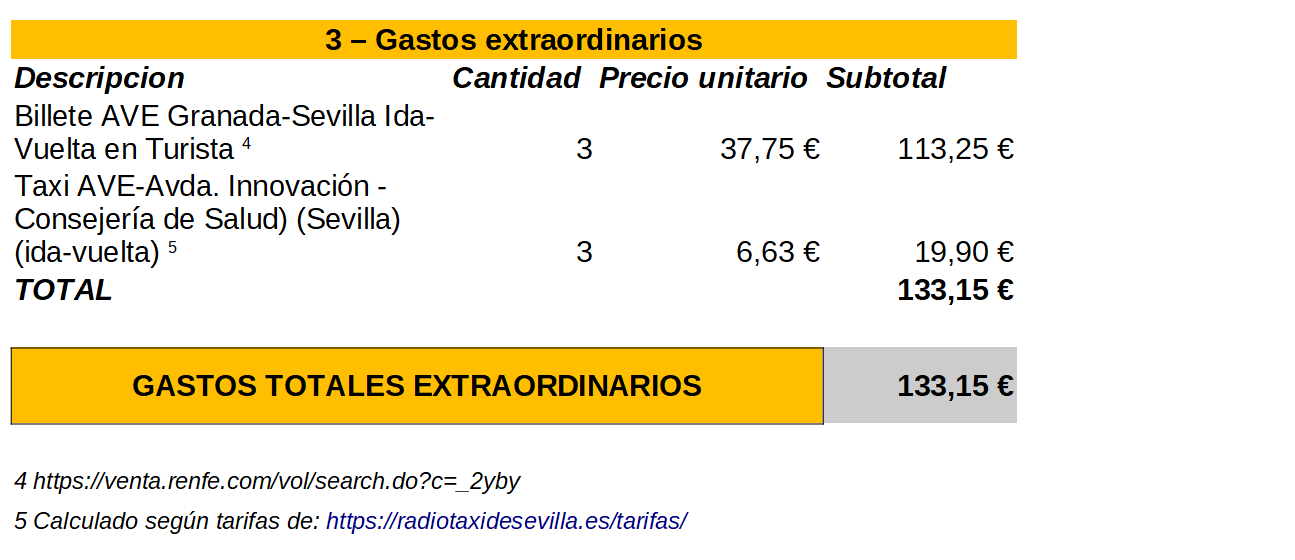 3 – Gastos extraordinarios
Descripcion Cantidad Precio unitario Subtotal
Billete AVE Granada-Sevilla Ida-
Vuelta en Turista 4 3 37,75 € 113,25 €
Taxi AVE-Avda. Innovación -
Consejería de Salud) (Sevilla)
(ida-vuelta) 5 3 6,63 € 19,90 €
TOTAL 133,15 €
GASTOS TOTALES EXTRAORDINARIOS 133,15 €
4 https://venta.renfe.com/vol/search.do?c=_2yby
5 Calculado según tarifas de: https://radiotaxidesevilla.es/tarifas/